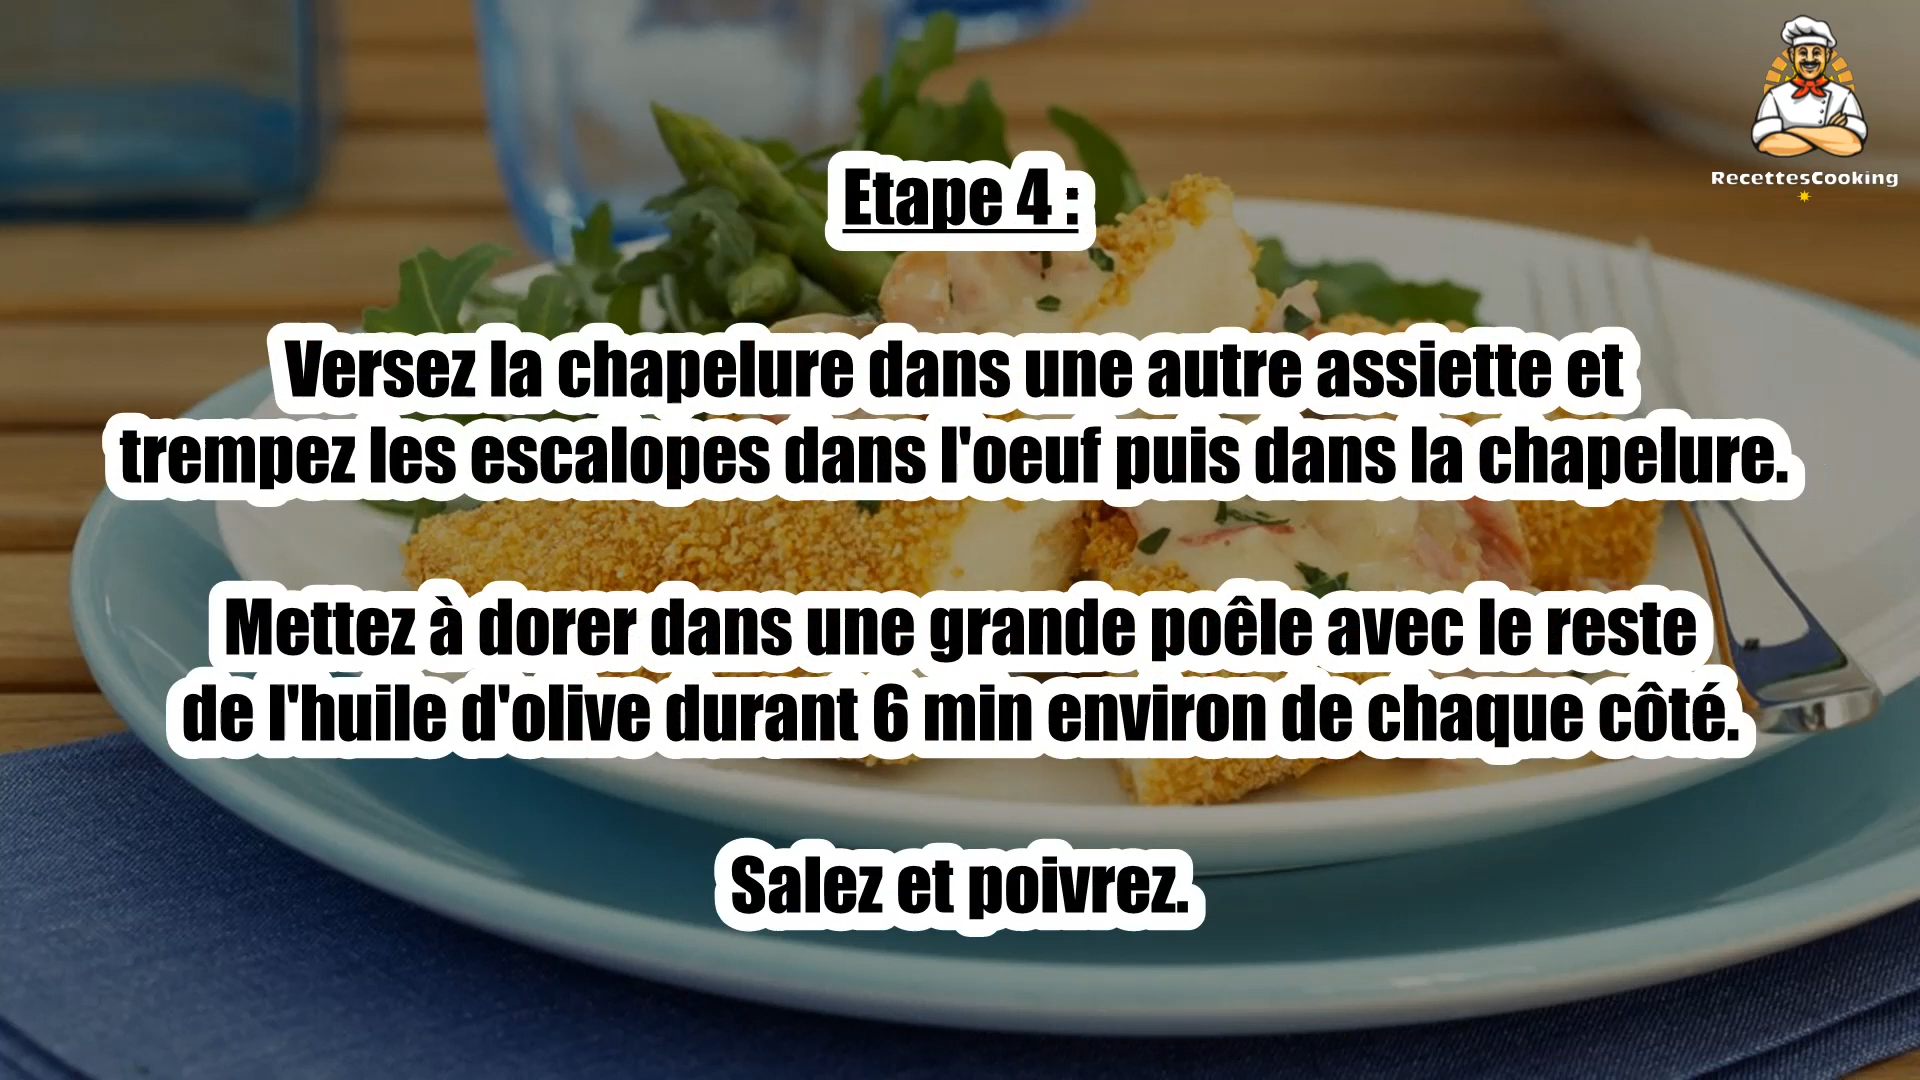 RecettesCooking
Etape 4 :
Versez la chapelure dans une autre assiette et
trempez les escalopes dans l'oeuf puis dans la chapelure.
Mettez à dorer dans une grande poêle avec le reste
de l'huile d'olive durant 6 min environ de chaque côté.
Salez et poivrez.